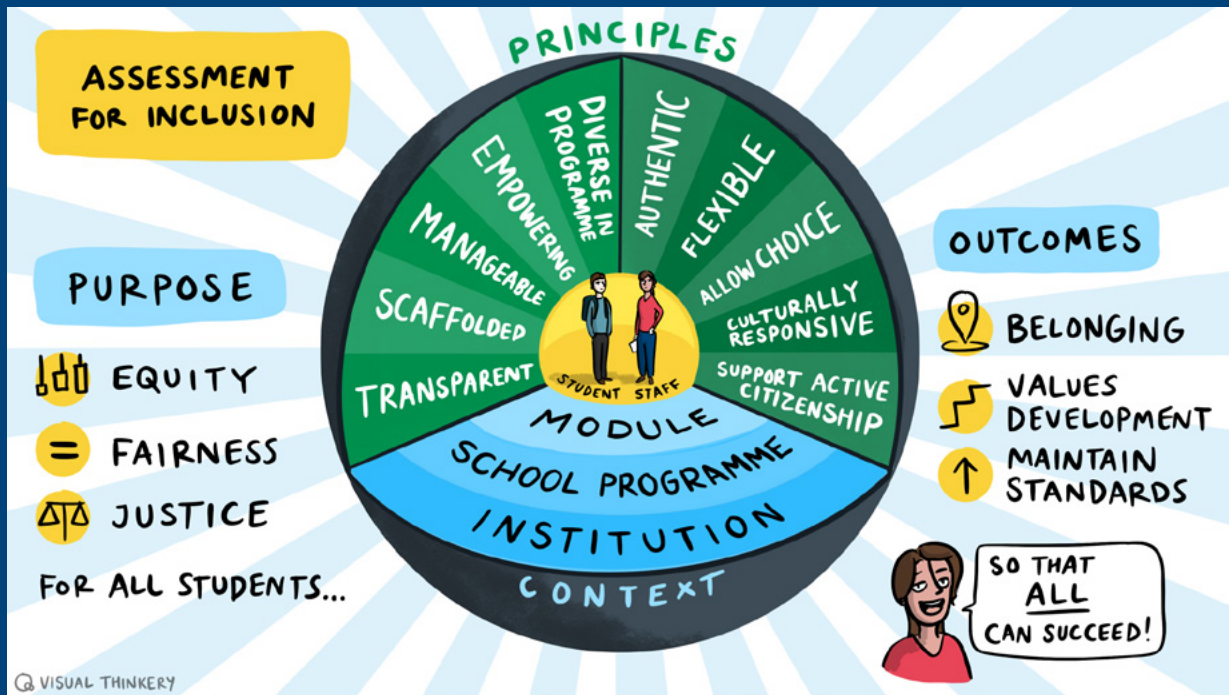 ASSESSMENT
FOR INCLUSION
PURPOSE
EQUITY
=
FAIRNESS
JUSTICE
FOR ALL STUDENTS...
PRINCIPLES
TRANSPARENT
SCAFFOLDED
MANAGEABLE
EMPOWERING
DIVERSE IN
PROGRAMME
AUTHENTIC
FLEXIBLE
ALLOW CHOICE
CULTURALLY
RESPONSIVE
SUPPORT ACTIVE
CITIZENSHIP
STUDENT STAFF
MODULE
SCHOOL PROGRAMME
INSTITUTION
CONTEXT
OUTCOMES
BELONGING
VALUES
DEVELOPMENT
MAINTAIN
STANDARDS
SO THAT
ALL
CAN SUCCEED!
VISUAL THINKERY